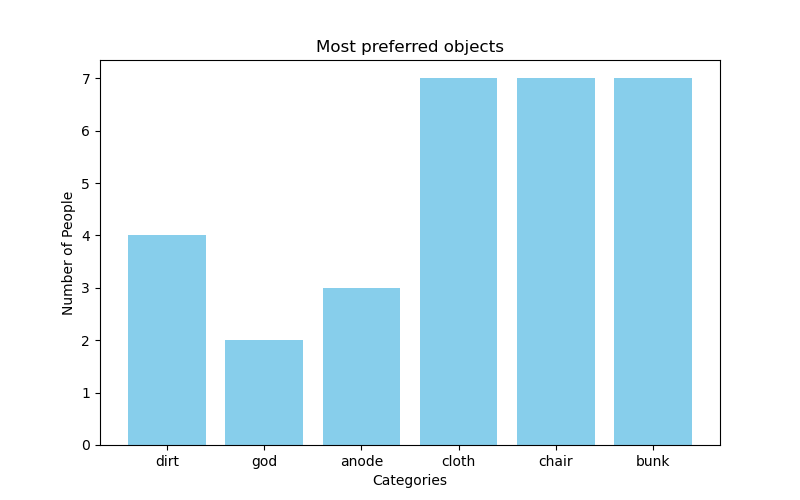 Most preferred objects
Number of People
7
6
5
4
3
2
1
0
dirt god anode cloth chair bunk
Categories